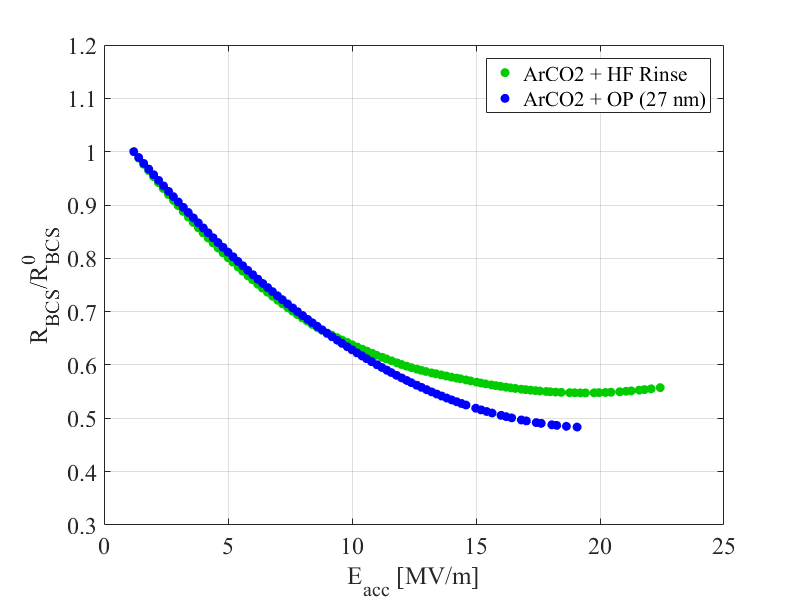 ArCO2 + HF Rinse
ArCO2 + OP (27 nm)
1.2
1.1
1
0.9
0.8
0.7
0.6
0.5
0.4
0.3
R_BCS/R^0_BCS
0 5 10 15 20 25
E_acc [MV/m]